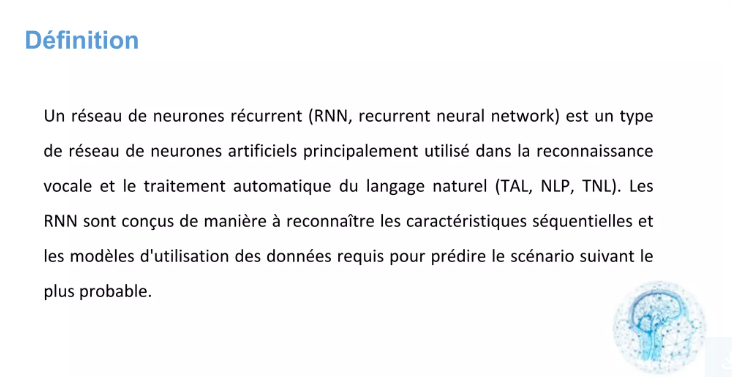 Définition
Un réseau de neurones récurrent (RNN, recurrent neural network) est un type
de réseau de neurones artificiels principalement utilisé dans la reconnaissance
vocale et le traitement automatique du langage naturel (TAL, NLP, TNL). Les
RNN sont conçus de manière à reconnaître les caractéristiques séquentielles et
les modèles d'utilisation des données requis pour prédire le scénario suivant le
plus probable.